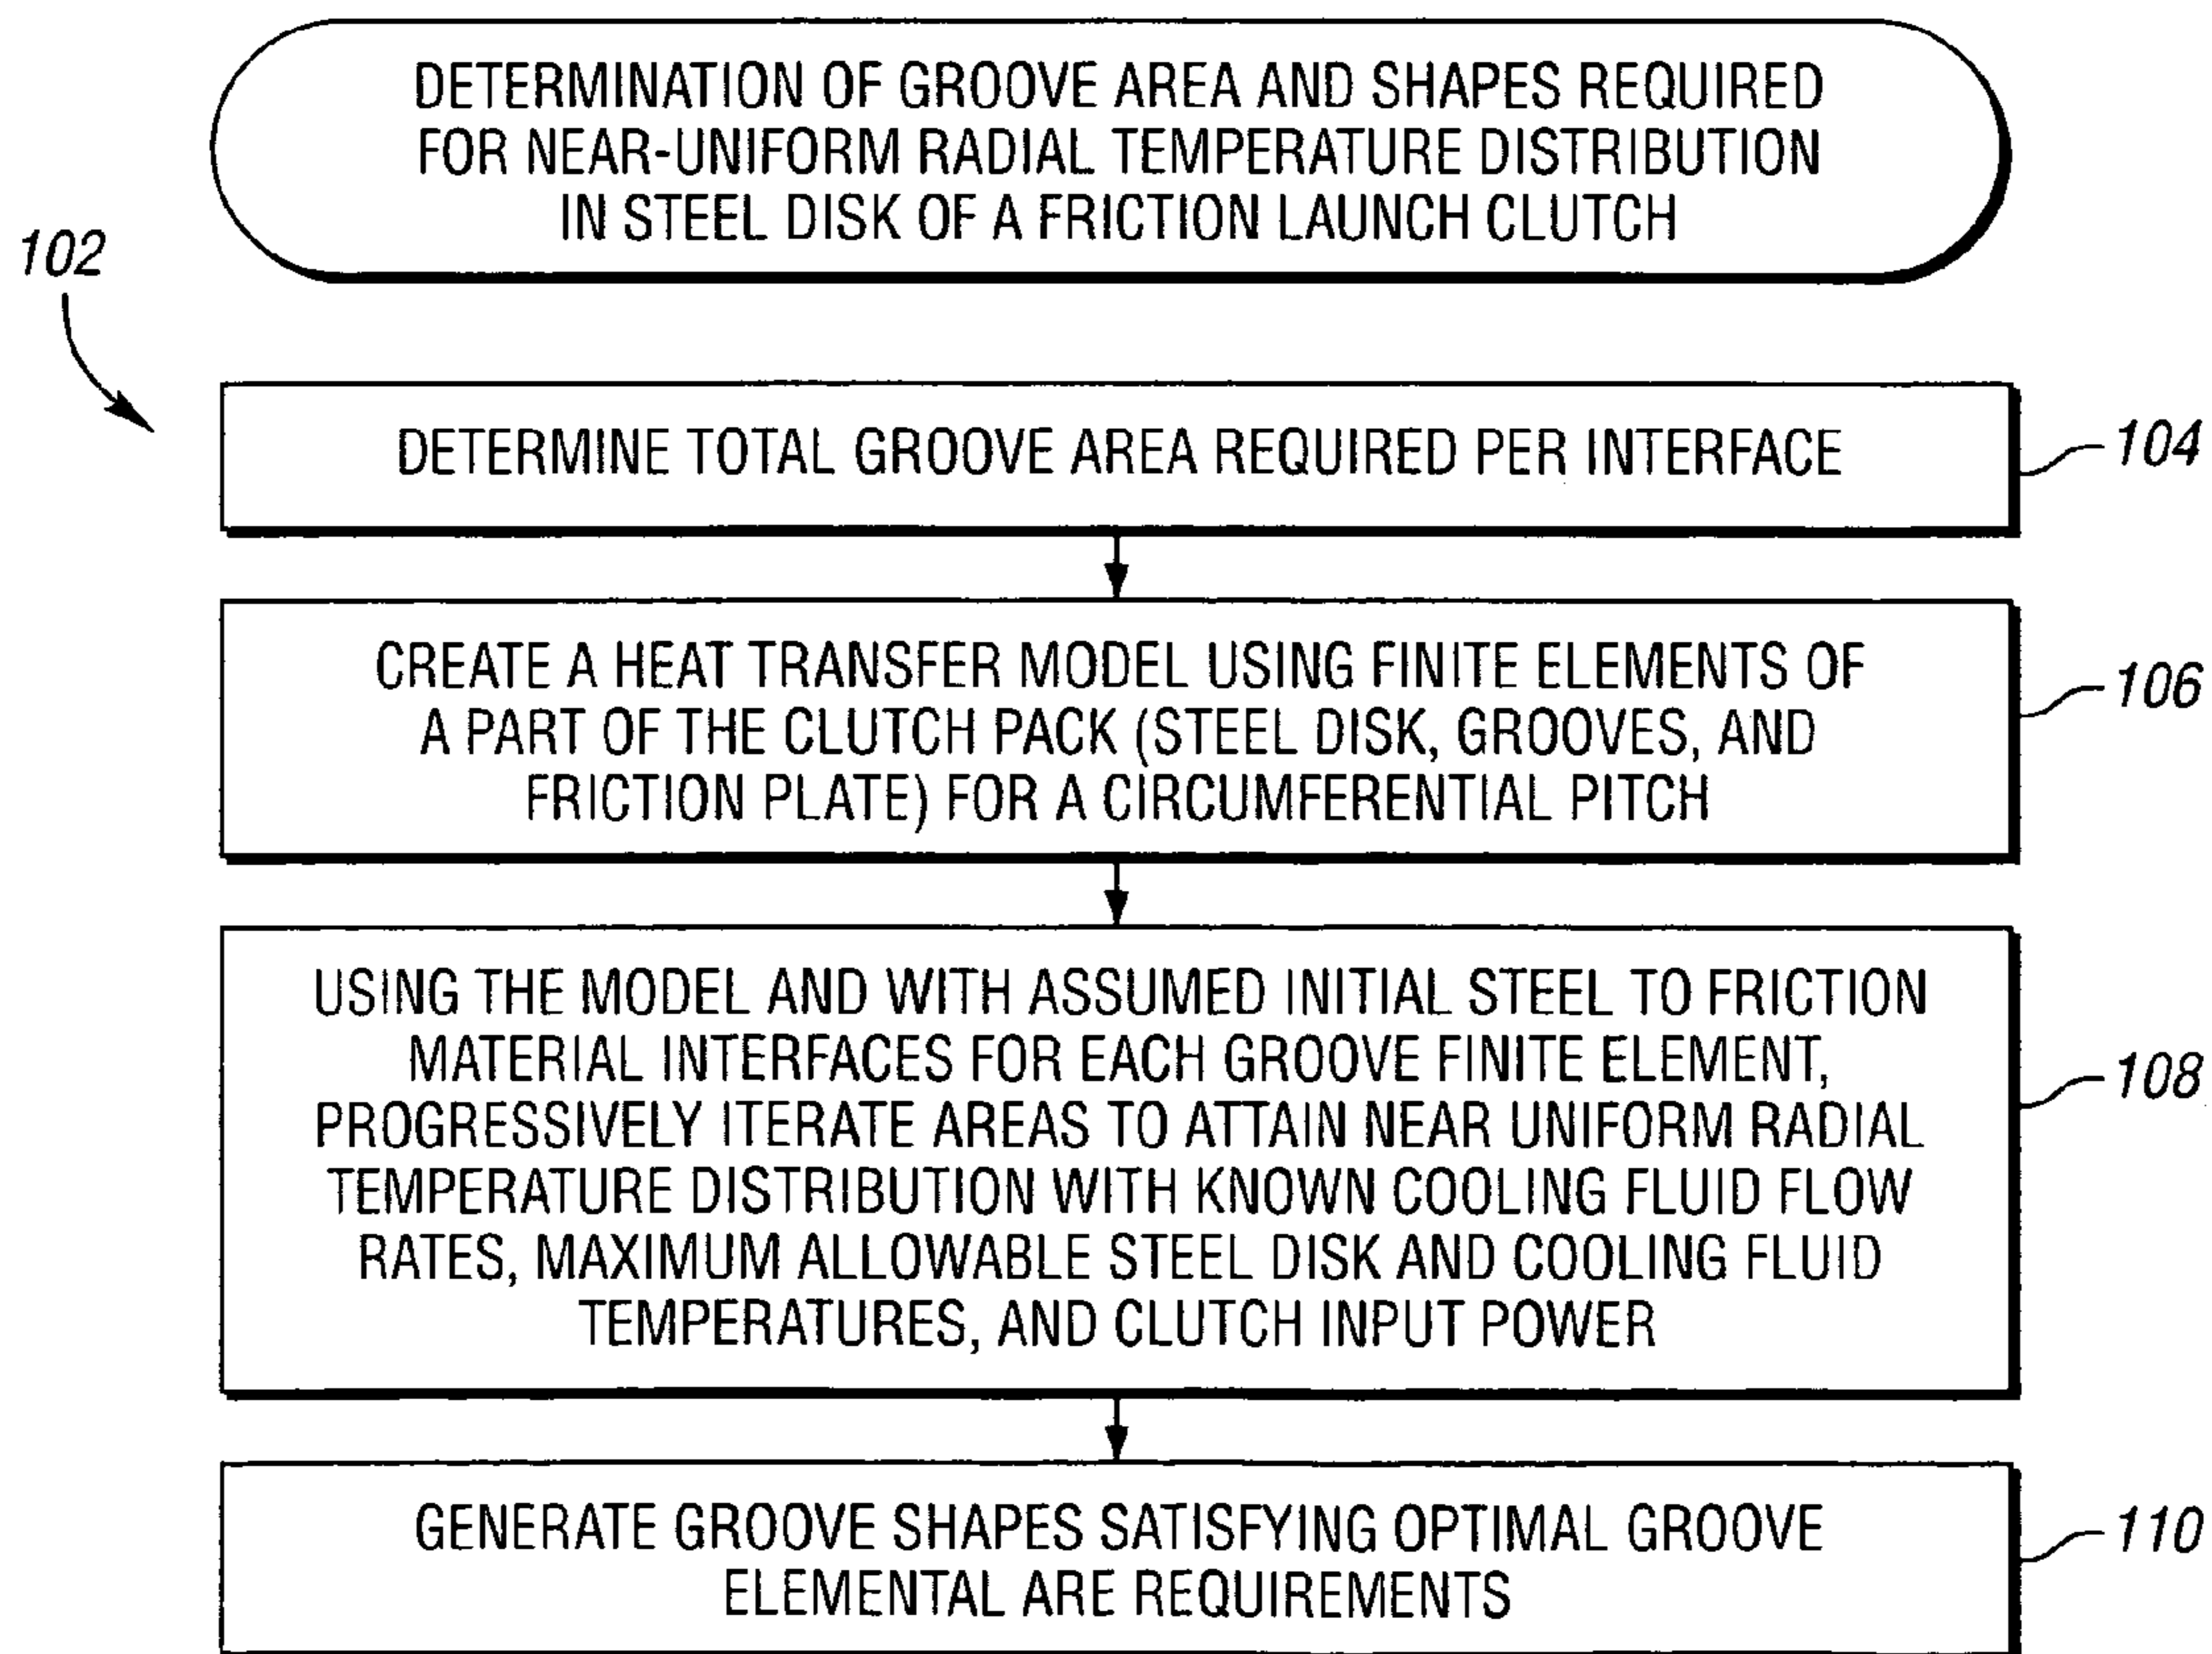 DETERMINATION OF GROOVE AREA AND SHAPES REQUIRED
FOR NEAR-UNIFORM RADIAL TEMPERATURE DISTRIBUTION
IN STEEL DISK OF A FRICTION LAUNCH CLUTCH
102
DETERMINE TOTAL GROOVE AREA REQUIRED PER INTERFACE
104
CREATE A HEAT TRANSFER MODEL USING FINITE ELEMENTS OF
A PART OF THE CLUTCH PACK (STEEL DISK, GROOVES, AND
FRICTION PLATE) FOR A CIRCUMFERENTIAL PITCH
106
USING THE MODEL AND WITH ASSUMED INITIAL STEEL TO FRICTION
MATERIAL INTERFACES FOR EACH GROOVE FINITE ELEMENT,
PROGRESSIVELY ITERATE AREAS TO ATTAIN NEAR UNIFORM RADIAL
TEMPERATURE DISTRIBUTION WITH KNOWN COOLING FLUID FLOW
RATES, MAXIMUM ALLOWABLE STEEL DISK AND COOLING FLUID
TEMPERATURES, AND CLUTCH INPUT POWER
108
GENERATE GROOVE SHAPES SATISFYING OPTIMAL GROOVE
ELEMENTAL ARE REQUIREMENTS
110